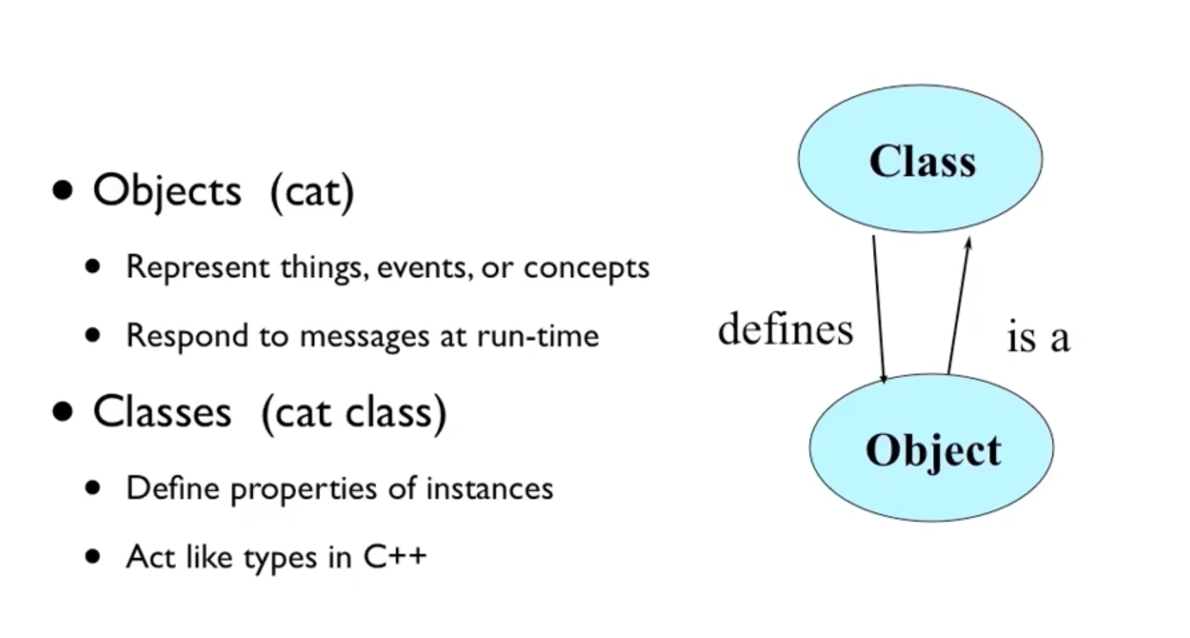 • Objects (cat)
• Represent things, events, or concepts
• Respond to messages at run-time
• Classes (cat class)
• Define properties of instances
• Act like types in C++
Class
defines
is a
Object